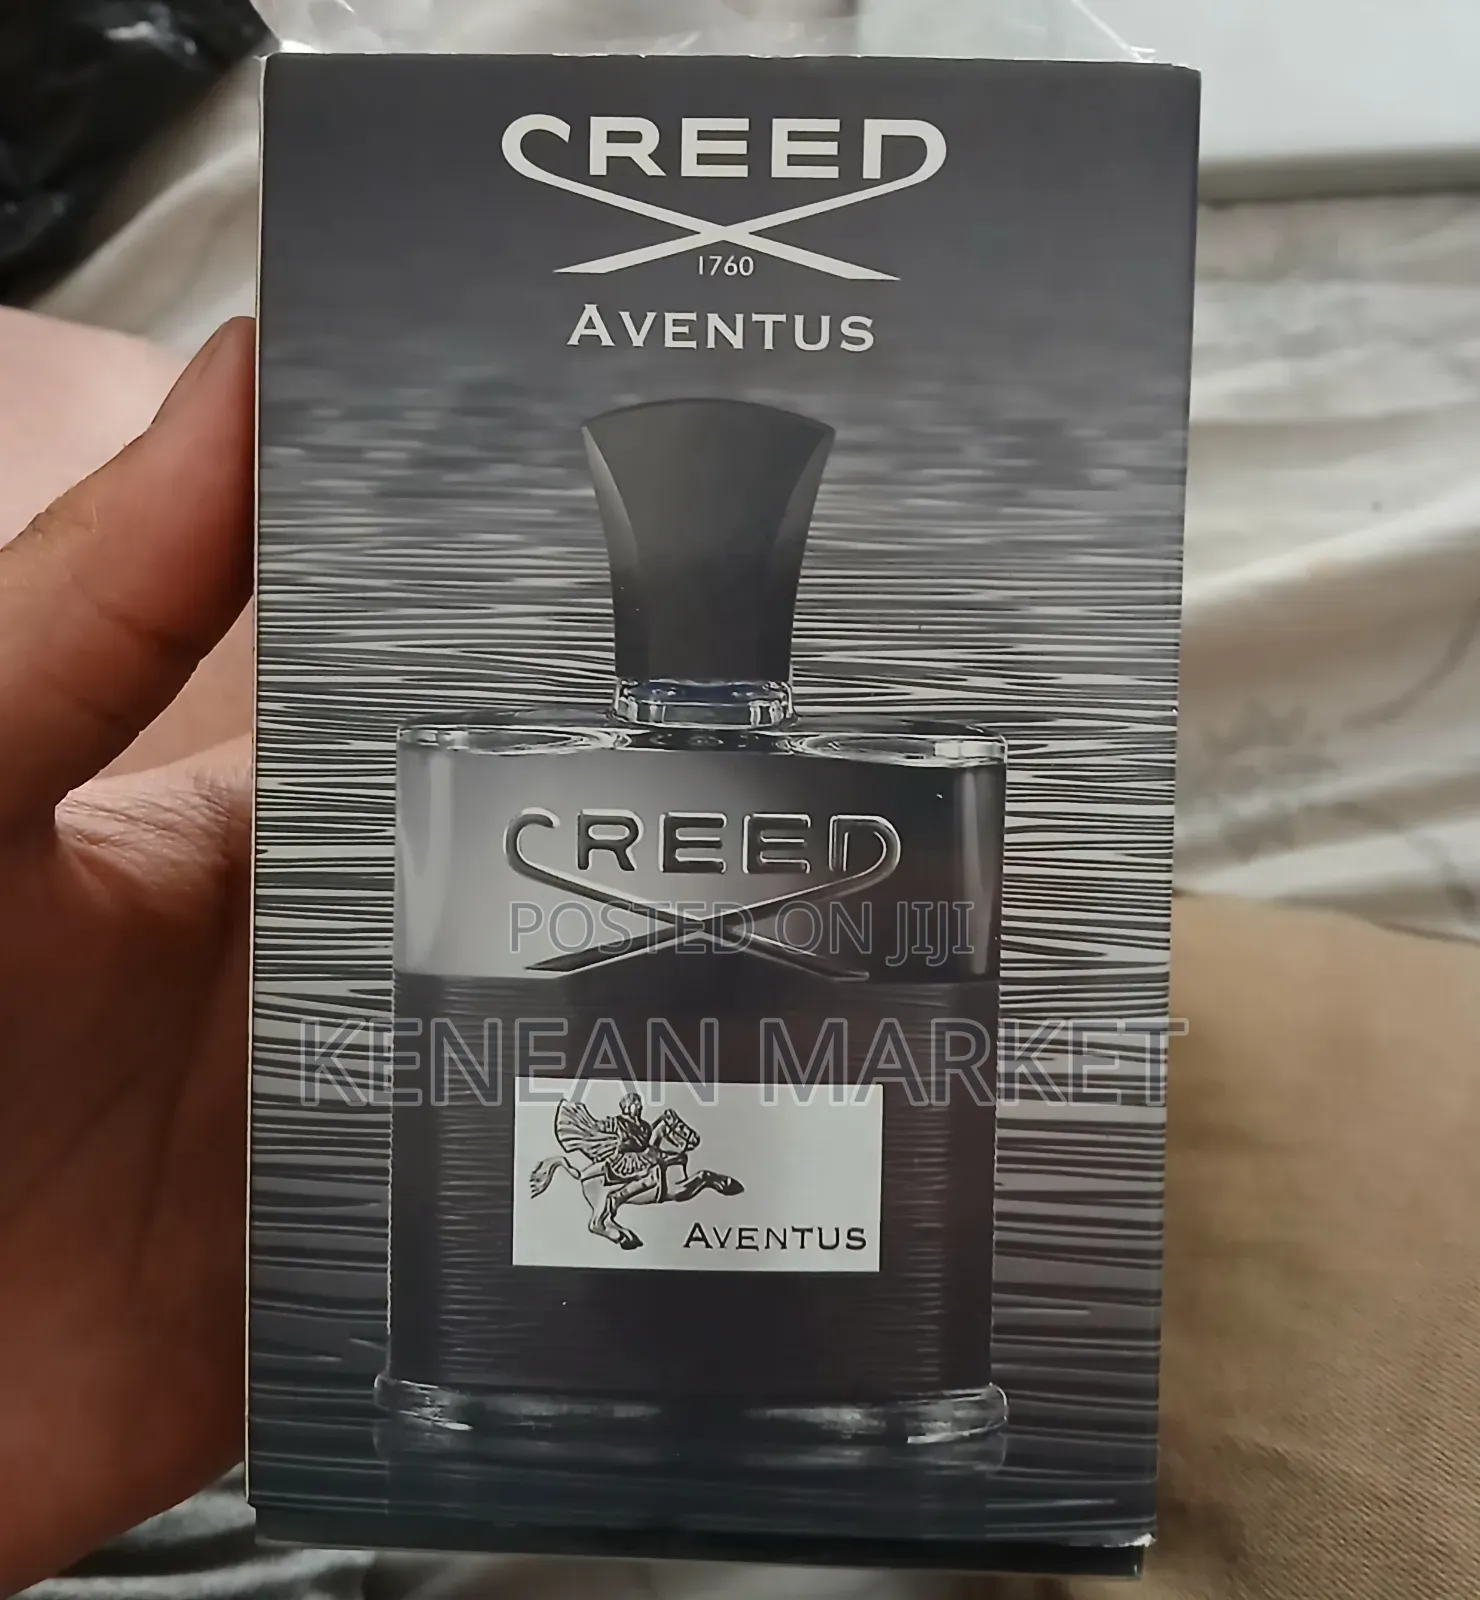 CREED
1760
AVENTUS
CREED
POSTED ON JIJI
KENEAN MARKET
AVENTUS